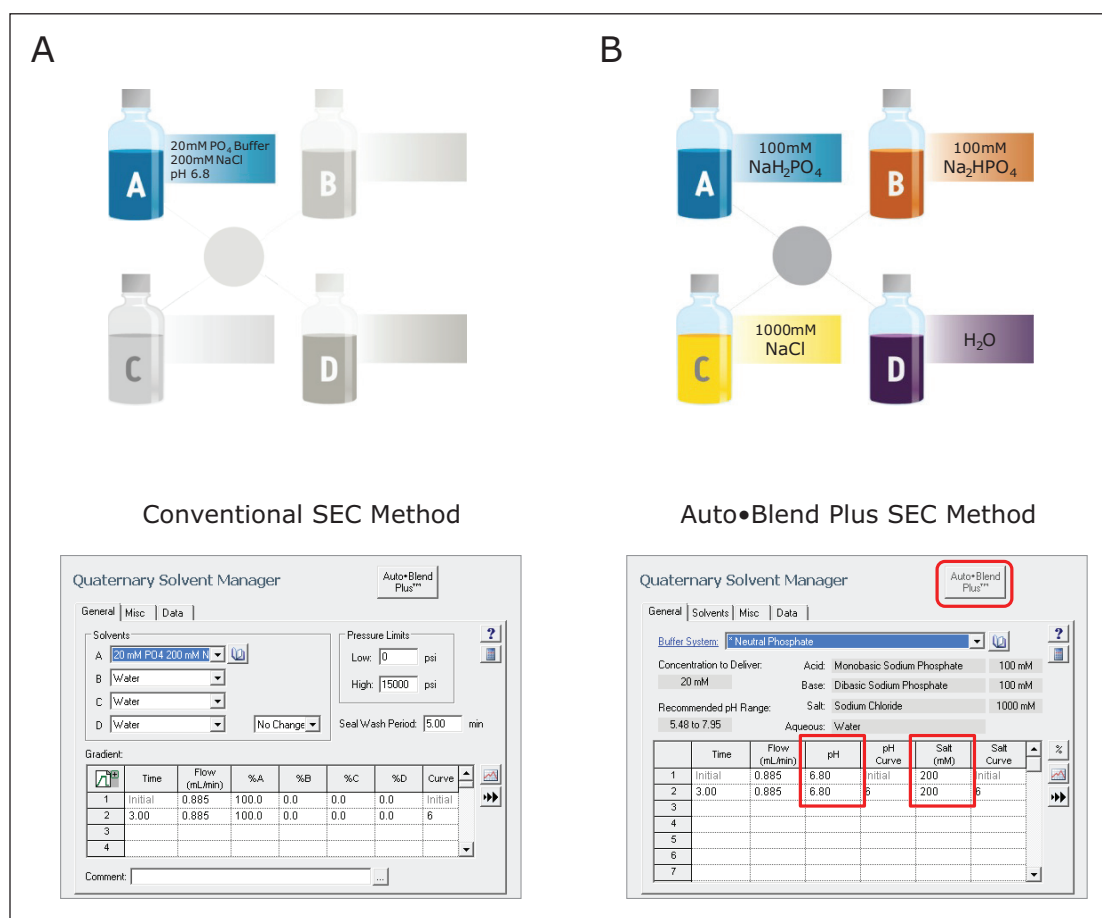 A
20mM PO₄ Buffer
200mM NaCl
pH 6.8
A
B
C
D
Conventional SEC Method
Quaternary Solvent Manager
Auto•Blend
Plus™
General Misc Data
Solvents
A 20 mM PO4 200 mM N
B Water
C Water
D Water No Change
Pressure Limits
Low: 0 psi
High: 15000 psi
Seal Wash Period: 5.00 min
?
Gradient:
Time Flow (mL/min) %A %B %C %D Curve
1 Initial 0.885 100.0 0.0 0.0 0.0 Initial
2 3.00 0.885 100.0 0.0 0.0 0.0 6
3
4
Comment: ...
B
100mM
NaH₂PO₄
A
100mM
Na₂HPO₄
B
1000mM
NaCl
C
H₂O
D
Auto•Blend Plus SEC Method
Quaternary Solvent Manager
Auto•Blend
Plus™
General Solvents Misc Data
Buffer System: * Neutral Phosphate
?
Concentration to Deliver:
20 mM
Recommended pH Range:
5.48 to 7.95
Acid: Monobasic Sodium Phosphate 100 mM
Base: Dibasic Sodium Phosphate 100 mM
Salt: Sodium Chloride 1000 mM
Aqueous: Water
Time Flow (mL/min) pH pH Curve Salt (mM) Salt Curve
%
1 Initial 0.885 6.80 Initial 200 Initial
2 3.00 0.885 6.80 6 200 6
3
4
5
6
7